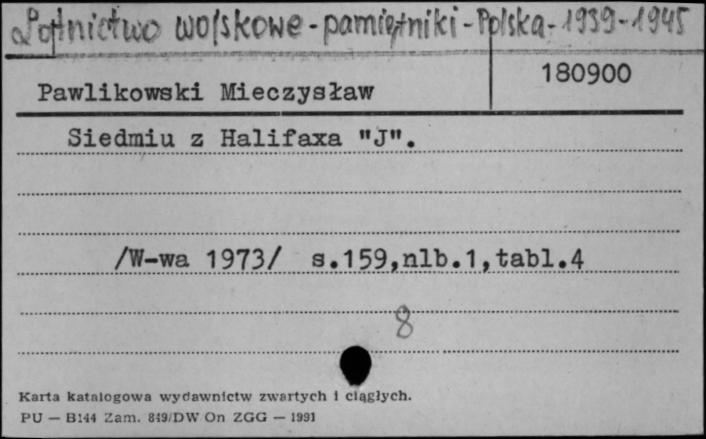 Lotnictwo wojskowe - pamiętniki - Polska - 1939-1945
180900
Pawlikowski Mieczysław
Siedmiu z Halifaxa "J".
/W-wa 1973/ s.159,nlb.1,tabl.4
8
Karta katalogowa wydawnictw zwartych i ciągłych.
PU — B144 Zam. 849/DW On ZGG — 1991